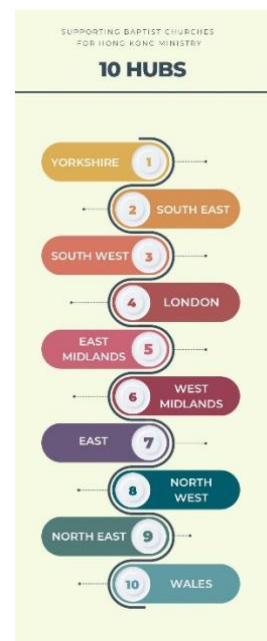 SUPPORTING BAPTIST CHURCHES
FOR HONG KONG MINISTRY
10 HUBS
YORKSHIRE 1
2 SOUTH EAST
SOUTH WEST 3
4 LONDON
EAST
MIDLANDS 5
6 WEST
MIDLANDS
EAST 7
8 NORTH
WEST
NORTH EAST 9
10 WALES